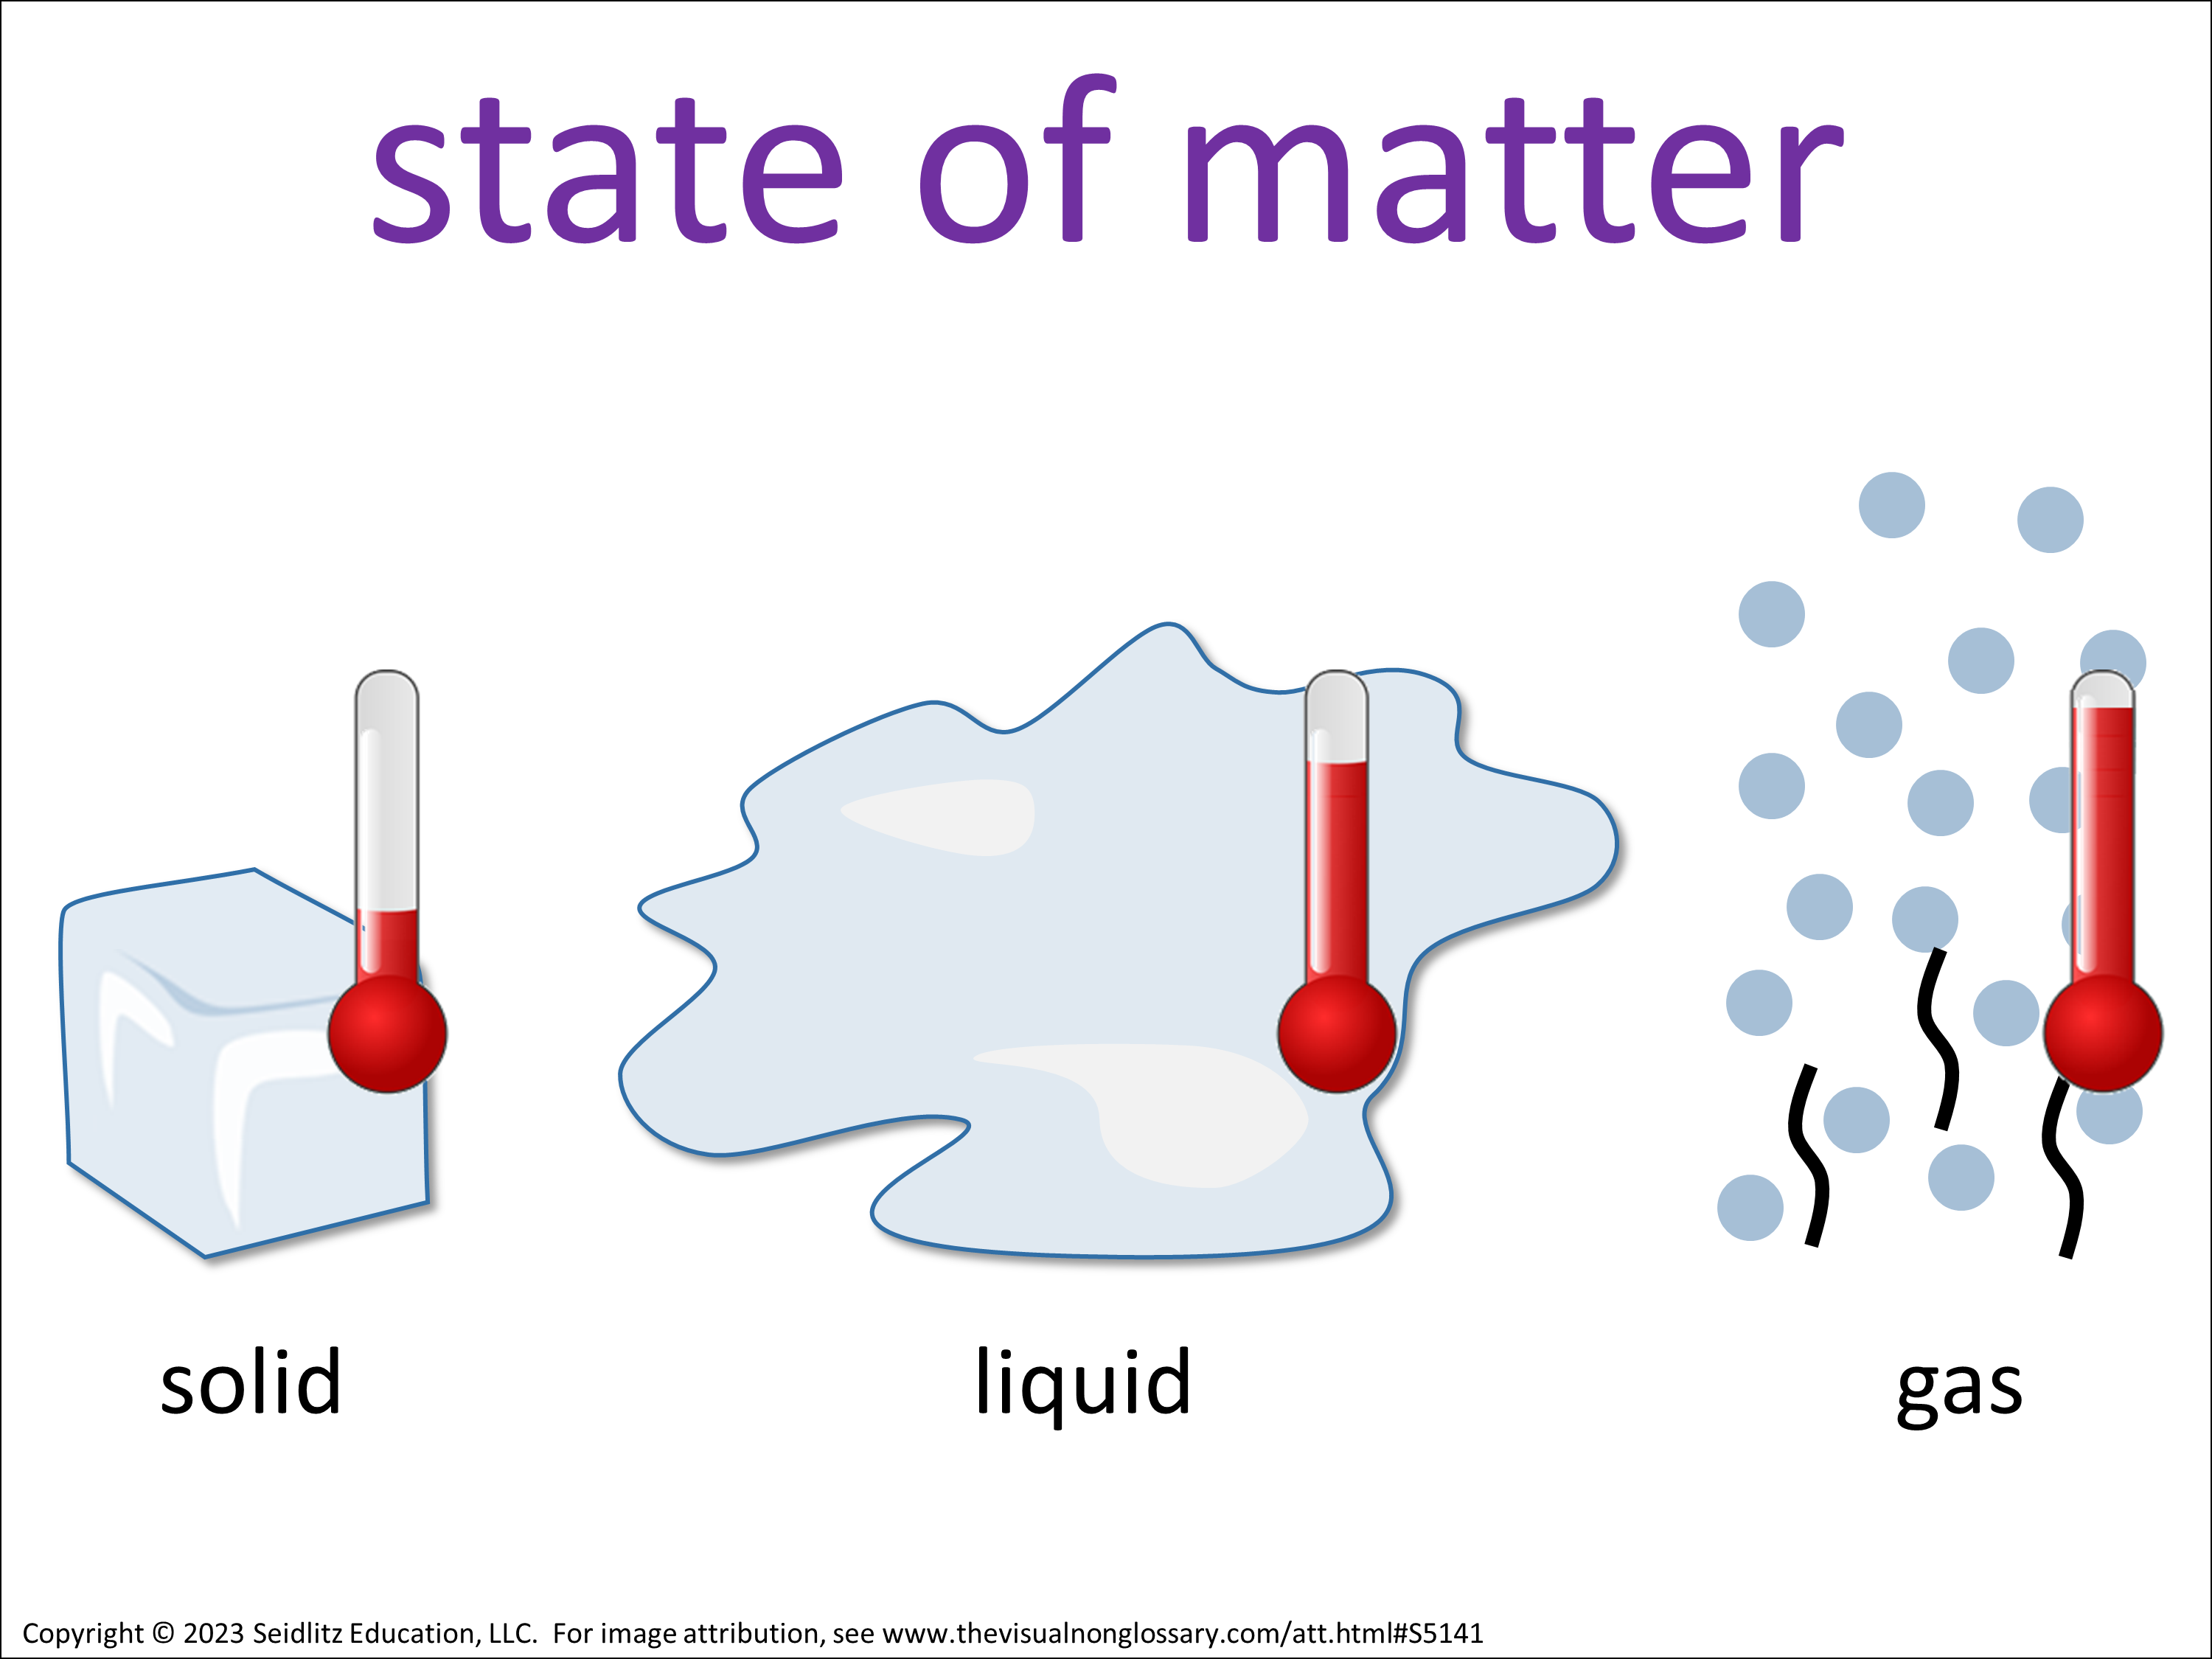 state of matter
solid
liquid
gas
Copyright © 2023 Seidlitz Education, LLC.  For image attribution, see www.thevisualnonglossary.com/att.html#S5141